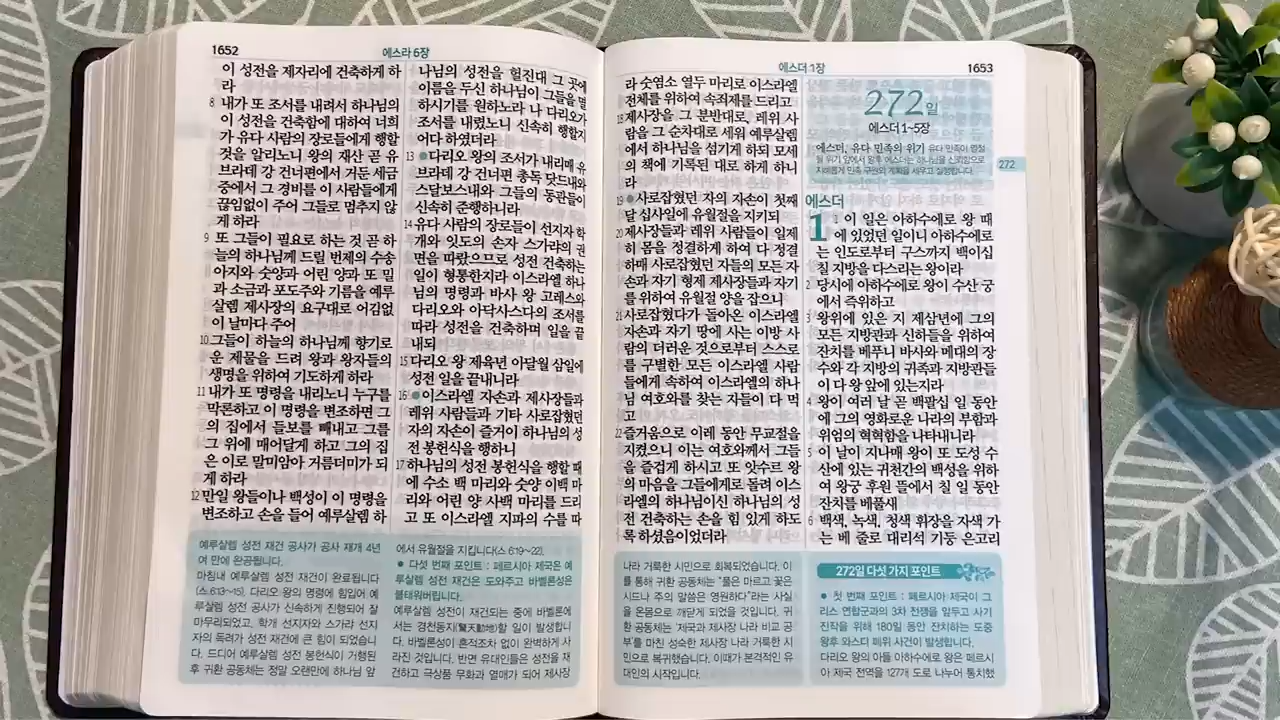 1652
에스라 6장
이 성전을 제자리에 건축하게 하
라
8 내가 또 조서를 내려서 하나님의
이 성전을 건축함에 대하여 너희
가 유다 사람의 장로들에게 행할
것을 알리노니 왕의 재산 곧 유
브라데 강 건너편에서 거둔 세금
중에서 그 경비를 이 사람들에게
끊임없이 주어 그들로 멈추지 않
게 하라
9 또 그들이 필요로 하는 것 곧 하
늘의 하나님께 드릴 번제의 수송
아지와 숫양과 어린 양과 또 밀
과 소금과 포도주와 기름을 예루
살렘 제사장의 요구대로 어김없
이 날마다 주어
10 그들이 하늘의 하나님께 향기로
운 제물을 드려 왕과 왕자들의
생명을 위하여 기도하게 하라
11 내가 또 명령을 내리노니 누구를
막론하고 이 명령을 변조하면 그
의 집에서 들보를 빼내고 그를
그 위에 매어달게 하고 그의 집
은 이로 말미암아 거름더미가 되
게 하라
12 만일 왕들이나 백성이 이 명령을
변조하고 손을 들어 예루살렘 하
나님의 성전을 헐진대 그 곳에
이름을 두신 하나님이 그들을 멸
하시기를 원하노라 나 다리오가
조서를 내렸노니 신속히 행할지
어다 하였더라
13 ●다리오 왕의 조서가 내리매 유
브라데 강 건너편 총독 닷드내와
스달보스내와 그들의 동관들이
신속히 준행하니라
14 유다 사람의 장로들이 선지자 학
개와 잇도의 손자 스가랴의 권
면을 따랐으므로 성전 건축하는
일이 형통한지라 이스라엘 하나
님의 명령과 바사 왕 고레스와
다리오와 아닥사스다의 조서를
따라 성전을 건축하며 일을 끝
내되
15 다리오 왕 제육년 아달월 삼일에
성전 일을 끝내니라
16 ●이스라엘 자손과 제사장들과
레위 사람들과 기타 사로잡혔던
자의 자손이 즐거이 하나님의 성
전 봉헌식을 행하니
17 하나님의 성전 봉헌식을 행할 때
에 수소 백 마리와 숫양 이백 마
리와 어린 양 사백 마리를 드리
고 또 이스라엘 지파의 수를 따
예루살렘 성전 재건 공사가 공사 재개 4년
여 만에 완공됩니다.
마침내 예루살렘 성전 재건이 완료됩니다
(스 6:13~15). 다리오 왕의 명령에 힘입어 예
루살렘 성전 공사가 신속하게 진행되어 잘
마무리되었고, 학개 선지자와 스가랴 선지
자의 독려가 성전 건축에 큰 힘이 되었습니
다. 드디어 예루살렘 성전 봉헌식이 거행된
후 귀환 공동체는 정말 오랜만에 하나님 앞
에서 유월절을 지킵니다(스 6:19~22).
● 다섯 번째 포인트 : 페르시아 제국은 예
루살렘 성전 재건은 도와주고 바벨론성은
불태워버립니다.
예루살렘 성전이 재건되는 중에 바벨론에
서는 경천동지(驚天動地)할 일이 발생합니
다. 바벨론성이 흔적조차 없이 완벽하게 사
라진 것입니다. 반면 유대인들은 성전을 재
건하고 극상품 무화과 열매가 되어 제사장
에스더 1장
1653
라 숫염소 열두 마리로 이스라엘
전체를 위하여 속죄제를 드리고
18 제사장을 그 분반대로, 레위 사
람을 그 순차대로 세워 예루살렘
에서 하나님을 섬기게 하되 모세
의 책에 기록된 대로 하게 하니
라
19 ●사로잡혔던 자의 자손이 첫째
달 십사일에 유월절을 지키되
20 제사장들과 레위 사람들이 일제
히 몸을 정결하게 하여 다 정결
하매 사로잡혔던 자들의 모든 자
손과 자기 형제 제사장들과 자기
를 위하여 유월절 양을 잡으니
21 사로잡혔다가 돌아온 이스라엘
자손과 자기 땅에 사는 이방 사
람의 더러운 것으로부터 스스로
를 구별한 모든 이스라엘 사람
들에게 속하여 이스라엘의 하나
님 여호와를 찾는 자들이 다 먹
고
22 즐거움으로 이레 동안 무교절을
지켰으니 이는 여호와께서 그들
을 즐겁게 하시고 또 앗수르 왕
의 마음을 그들에게로 돌려 이스
라엘의 하나님이신 하나님의 성
전 건축하는 손을 힘 있게 하도
록 하셨음이었더라
나라 거룩한 시민으로 회복되었습니다. 이
를 통해 귀환 공동체는 "풀은 마르고 꽃은
시드나 주의 말씀은 영원하다"라는 사실
을 온몸으로 깨닫게 되었을 것입니다. 귀
환 공동체는 '제국과 제사장 나라 비교 공
부'를 마친 성숙한 제사장 나라 거룩한 시
민으로 복귀했습니다. 이때가 본격적인 유
대인의 시작입니다.
272일
에스더 1~5장
에스더, 유다 민족의 위기 유다 민족이 멸절
될 위기 앞에서 왕후 에스더는 하나님을 신뢰함으로
지혜롭게 민족 구원의 계획을 세우고 실행합니다.
272
에스더
1 1 이 일은 아하수에로 왕 때
에 있었던 일이니 아하수에로
는 인도로부터 구스까지 백이십
칠 지방을 다스리는 왕이라
2 당시에 아하수에로 왕이 수산 궁
에서 즉위하고
3 왕위에 있은 지 제삼년에 그의
모든 지방관과 신하들을 위하여
잔치를 베푸니 바사와 메대의 장
수와 각 지방의 귀족과 지방관들
이 다 왕 앞에 있는지라
4 왕이 여러 날 곧 백팔십 일 동안
에 그의 영화로운 나라의 부함과
위엄의 혁혁함을 나타내니라
5 이 날이 지나매 왕이 또 도성 수
산에 있는 귀천간의 백성을 위하
여 왕궁 후원 뜰에서 칠 일 동안
잔치를 베풀새
6 백색, 녹색, 청색 휘장을 자색 가
는 베 줄로 대리석 기둥 은고리
272일 다섯 가지 포인트
● 첫 번째 포인트 : 페르시아 제국이 그
리스 연합군과의 3차 전쟁을 앞두고 사기
진작을 위해 180일 동안 잔치하는 도중
왕후 와스디 폐위 사건이 발생합니다.
다리오 왕의 아들 아하수에로 왕은 페르시
아 제국 전역을 127개 도로 나누어 통치했